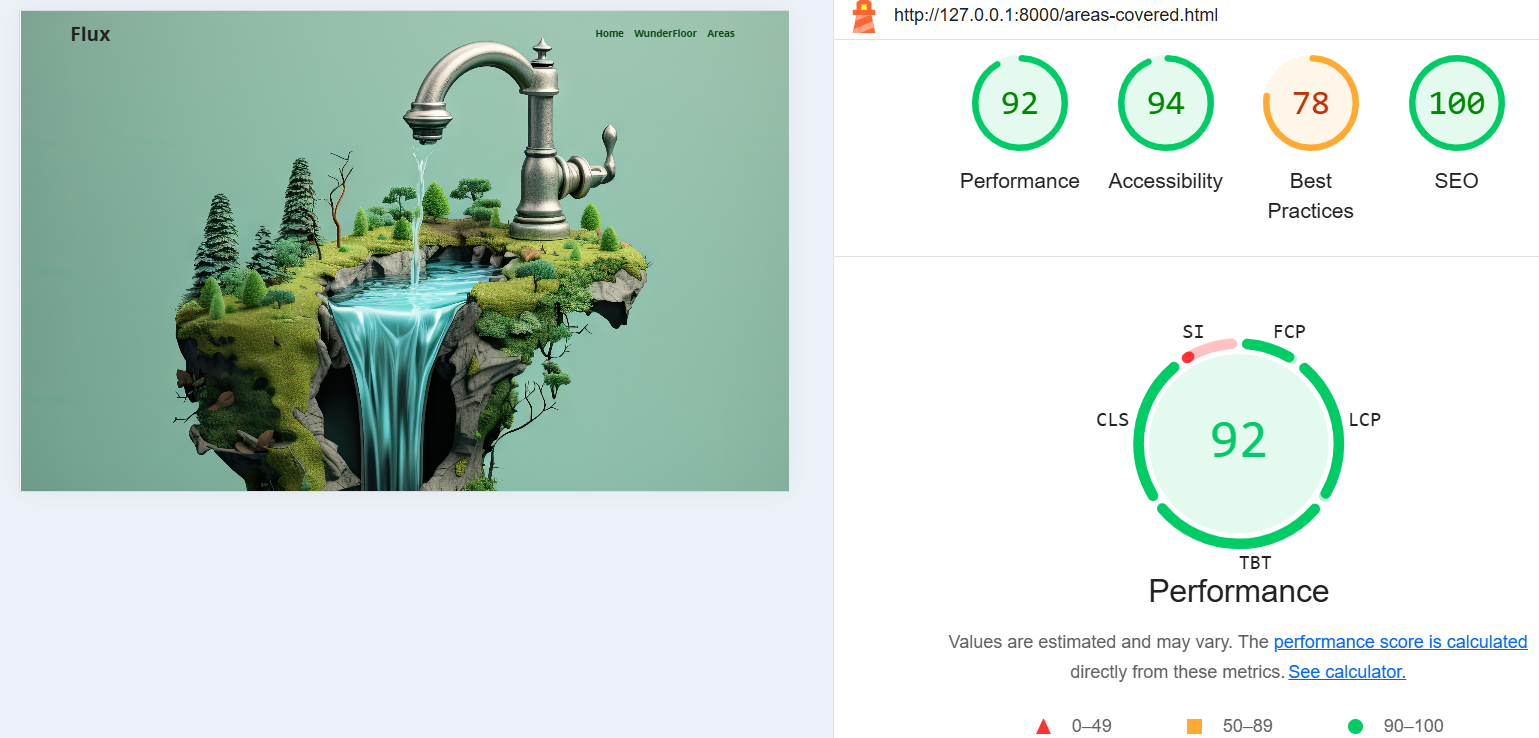 Flux
Home WunderFloor Areas
http://127.0.0.1:8000/areas-covered.html
92 94 78 100
Performance Accessibility Best Practices SEO
SI FCP
CLS LCP
92
TBT
Performance
Values are estimated and may vary. The performance score is calculated
directly from these metrics. See calculator.
0–49 50–89 90–100